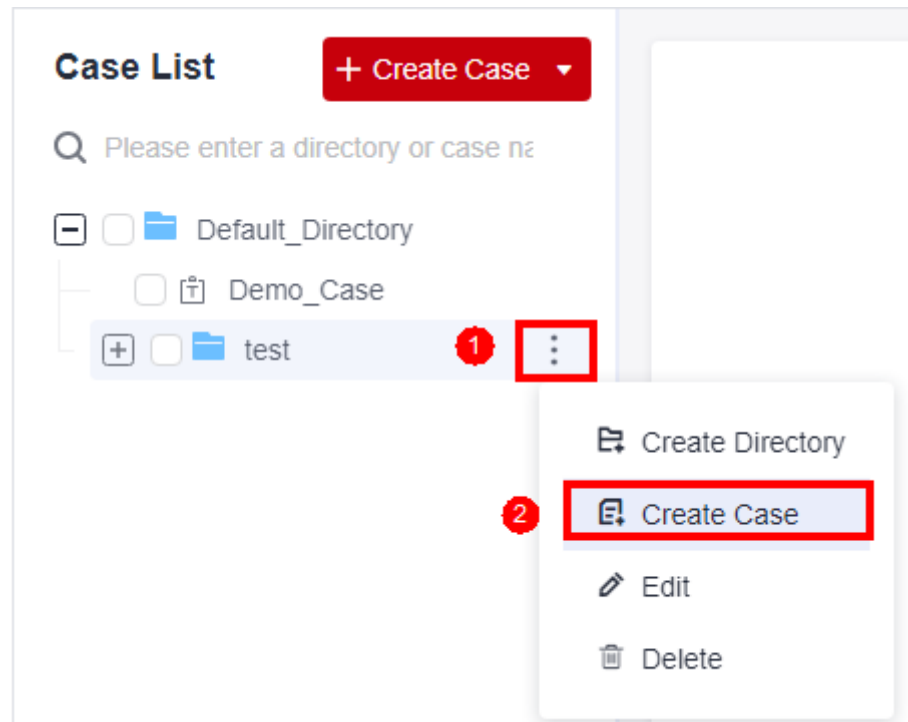 Case List
+ Create Case
Please enter a directory or case na
Default_Directory
Demo_Case
test
1
Create Directory
2
Create Case
Edit
Delete